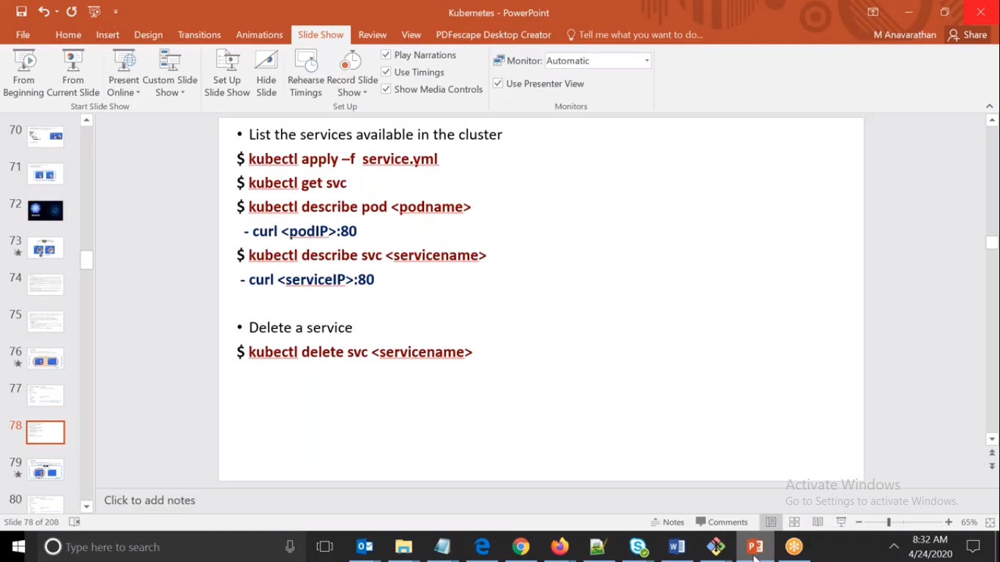 Kubernetes - PowerPoint
File Home Insert Design Transitions Animations Slide Show Review View PDFescape Desktop Creator Tell me what you want to do... M Anavarathan Share
From Beginning
From Current Slide
Present Online
Custom Slide Show
Set Up Slide Show
Hide Slide
Rehearse Timings
Record Slide Show
Play Narrations
Use Timings
Show Media Controls
Monitor: Automatic
Use Presenter View
Start Slide Show
Set Up
Monitors
70
71
72
73
74
75
76
77
78
79
80
• List the services available in the cluster
$ kubectl apply –f service.yml
$ kubectl get svc
$ kubectl describe pod <podname>
- curl <podIP>:80
$ kubectl describe svc <servicename>
- curl <serviceIP>:80
• Delete a service
$ kubectl delete svc <servicename>
Activate Windows
Go to Settings to activate Windows.
Click to add notes
Slide 78 of 208
Notes Comments 65%
Type here to search
8:32 AM
4/24/2020